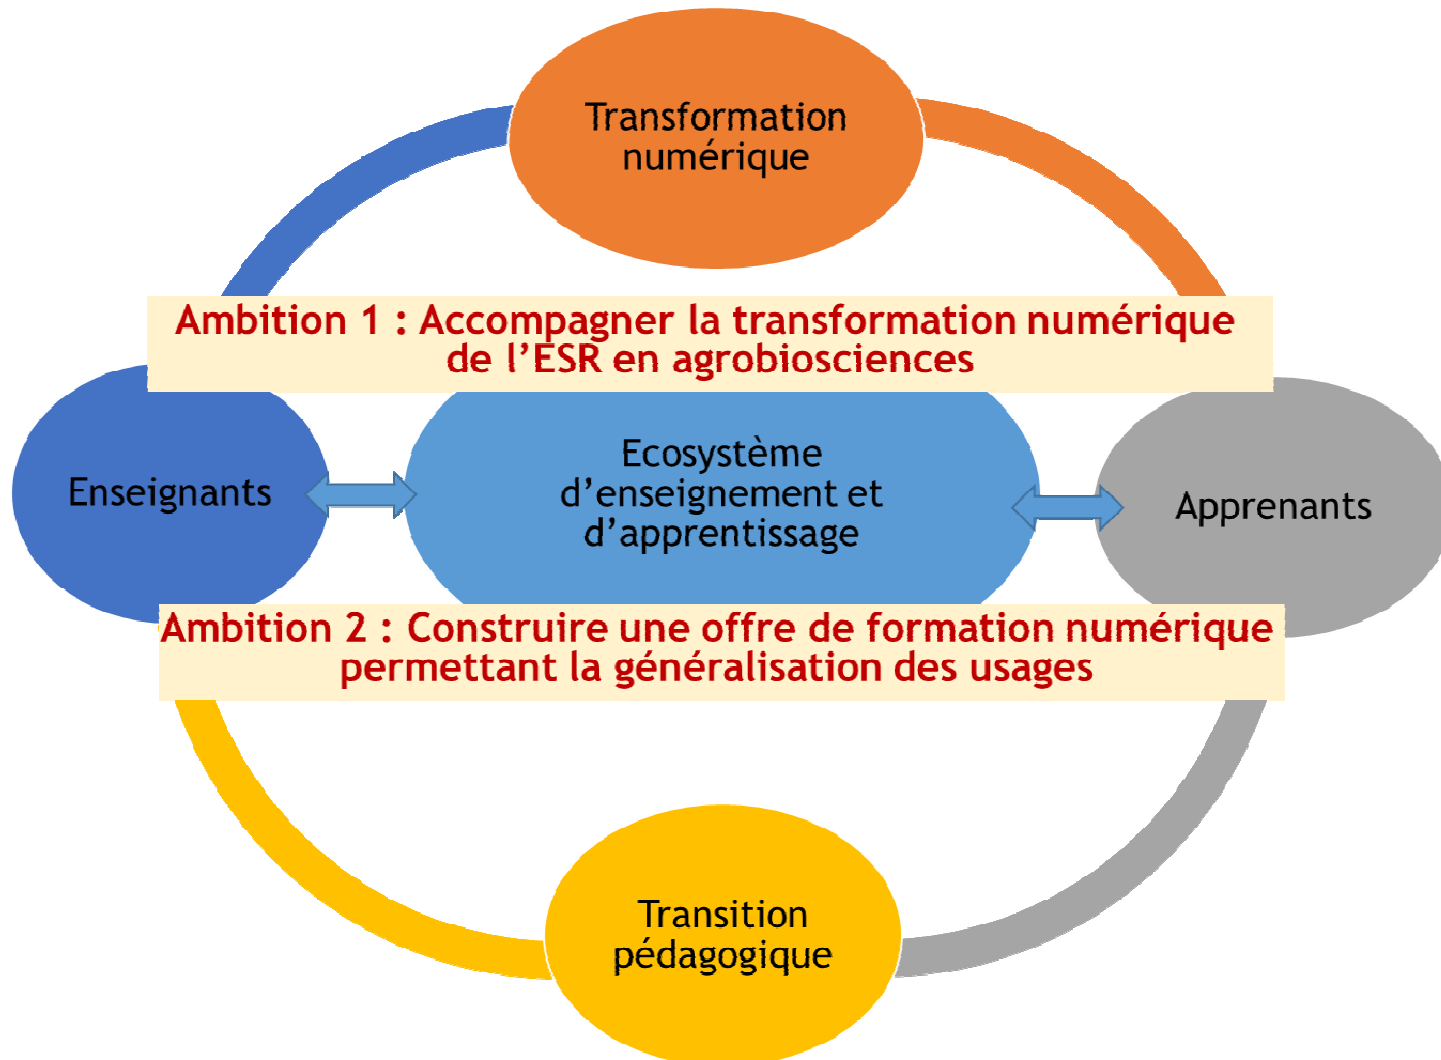 Transformation
numérique
Ambition 1 : Accompagner la transformation numérique
de l’ESR en agrobiosciences
Enseignants
Ecosystème
d’enseignement et
d’apprentissage
Apprenants
Ambition 2 : Construire une offre de formation numérique
permettant la généralisation des usages
Transition
pédagogique